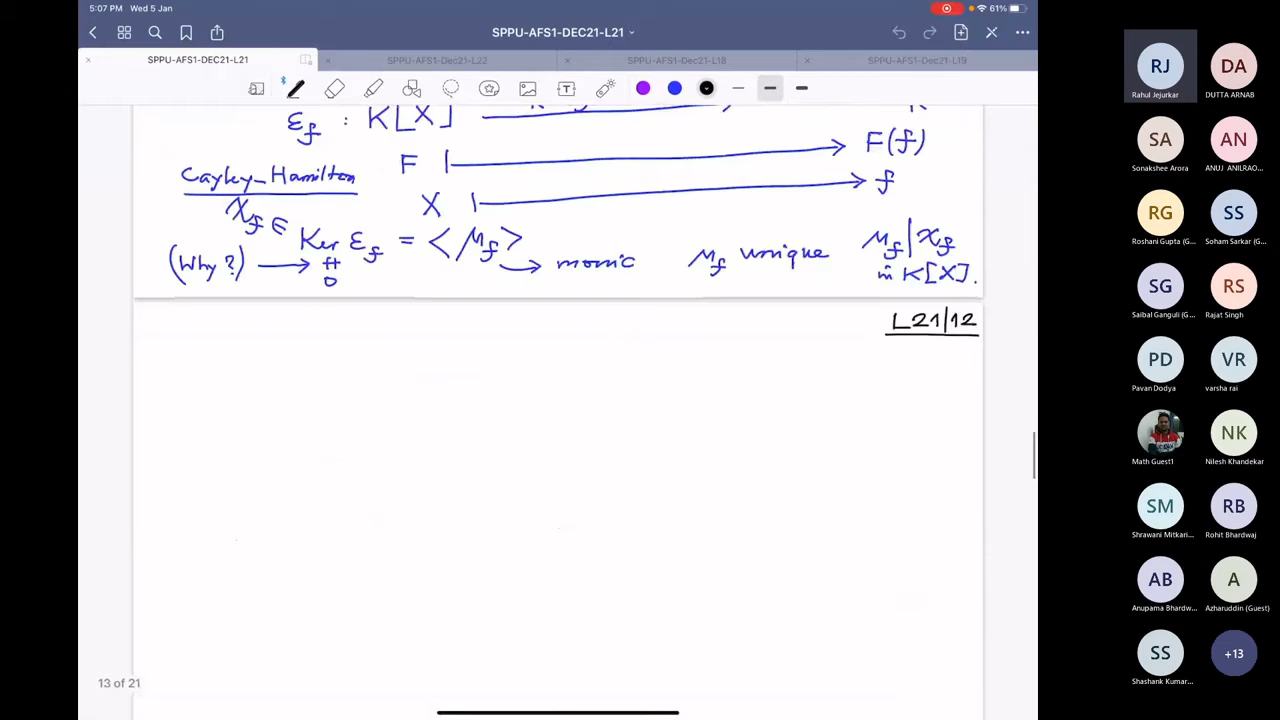 5:07 PM Wed 5 Jan
61%
SPPU-AFS1-DEC21-L21
SPPU-AFS1-DEC21-L21
SPPU-AFS1-DEC21-L22
SPPU-AFS1-DEC21-L18
SPPU-AFS1-DEC21-L19
ε_f : K[X]
F ⟼ F(f)
Cayley-Hamilton
X ⟼ f
χ_f ∈ Ker ε_f = <μ_f> → monic μ_f unique μ_f | χ_f
(Why?) → ≠ 0 in K[X].
L21/12
13 of 21
RJ
Rahul Jejurkar
DA
DUTTA ARNAB
SA
Sonakshee Arora
AN
ANUJ ANILRAO...
RG
Roshani Gupta (G...
SS
Soham Sarkar (G...
SG
Saibal Ganguli (G...
RS
Rajat Singh
PD
Pavan Dodya
VR
varsha rai
Math Guest1
NK
Nilesh Khandekar
SM
Shrawani Mitkari...
RB
Rohit Bhardwaj
AB
Anupama Bhardw...
A
Azharuddin (Guest)
SS
Shashank Kumar...
+13